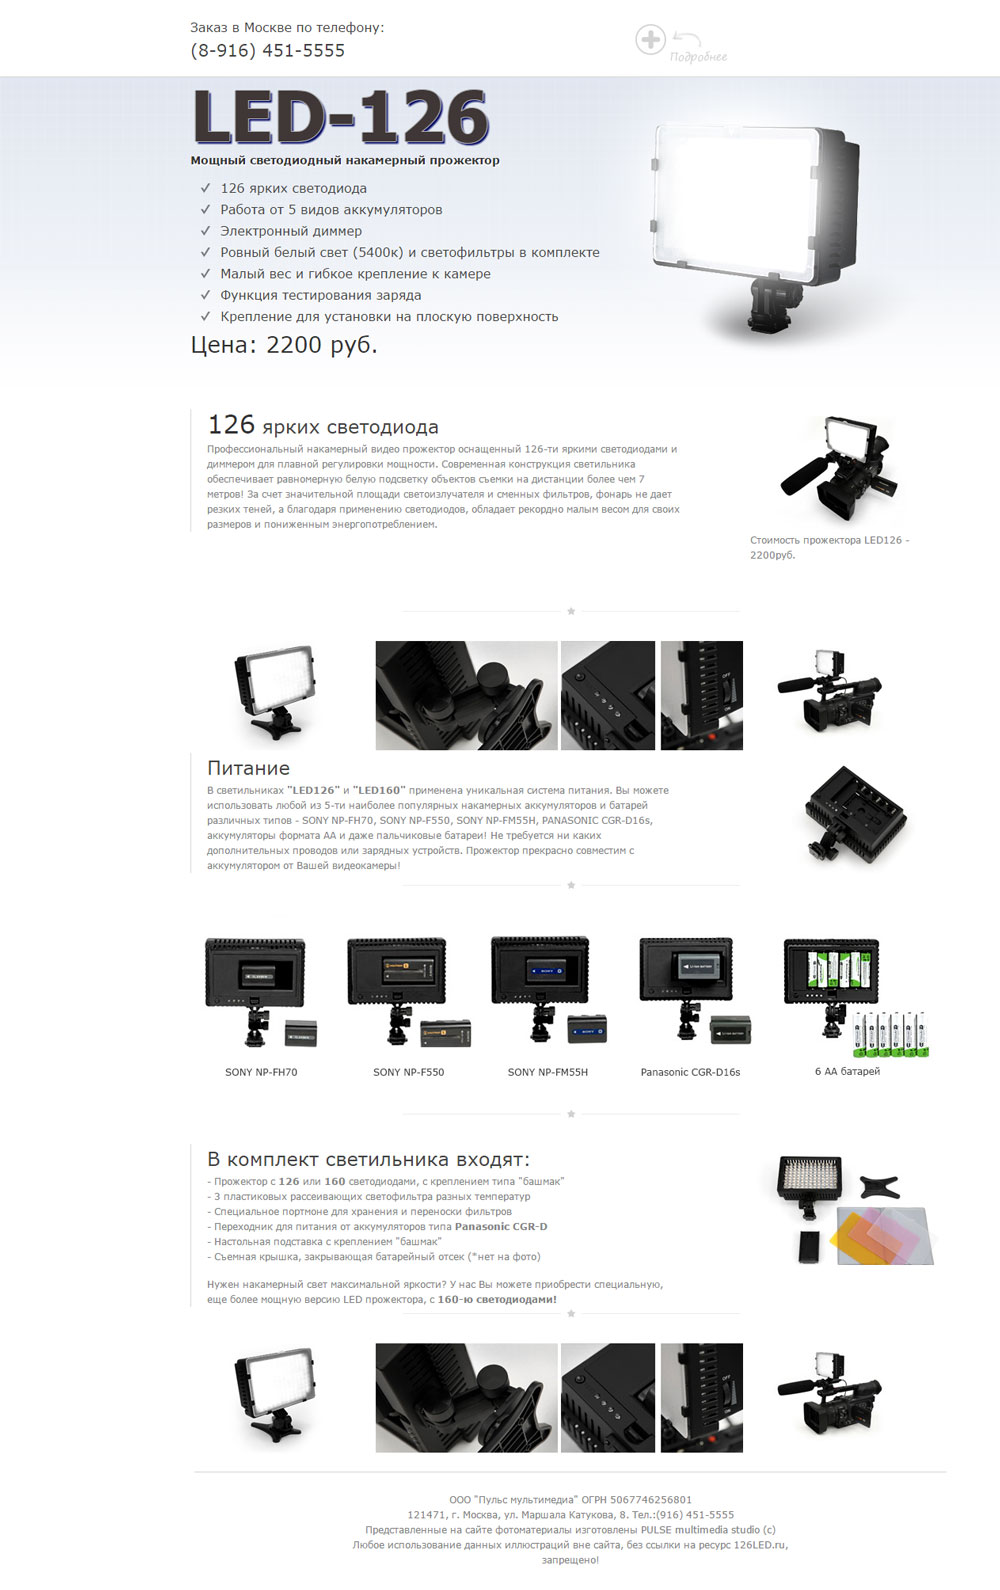 Заказ в Москве по телефону:
(8-916) 451-5555
Подробнее
LED-126
Мощный светодиодный накамерный прожектор
126 ярких светодиода
Работа от 5 видов аккумуляторов
Электронный диммер
Ровный белый свет (5400к) и светофильтры в комплекте
Малый вес и гибкое крепление к камере
Функция тестирования заряда
Крепление для установки на плоскую поверхность
Цена: 2200 руб.
126 ярких светодиода
Профессиональный накамерный видео прожектор оснащенный 126-ти яркими светодиодами и
диммером для плавной регулировки мощности. Современная конструкция светильника
обеспечивает равномерную белую подсветку объектов съемки на дистанции более чем 7
метров! За счет значительной площади светоизлучателя и сменных фильтров, фонарь не дает
резких теней, а благодаря применению светодиодов, обладает рекордно малым весом для своих
размеров и пониженным энергопотреблением.
Стоимость прожектора LED126 -
2200руб.
OFF
ON
Питание
В светильниках "LED126" и "LED160" применена уникальная система питания. Вы можете
использовать любой из 5-ти наиболее популярных накамерных аккумуляторов и батарей
различных типов - SONY NP-FH70, SONY NP-F550, SONY NP-FM55H, PANASONIC CGR-D16s,
аккумуляторы формата АА и даже пальчиковые батареи! Не требуется ни каких
дополнительных проводов или зарядных устройств. Прожектор прекрасно совместим с
аккумулятором от Вашей видеокамеры!
SONY
SONY
SONY NP-FH70
SONY NP-F550
SONY NP-FM55H
Panasonic CGR-D16s
6 АА батарей
В комплект светильника входят:
- Прожектор с 126 или 160 светодиодами, с креплением типа "башмак"
- 3 пластиковых рассеивающих светофильтра разных температур
- Специальное портмоне для хранения и переноски фильтров
- Переходник для питания от аккумуляторов типа Panasonic CGR-D
- Настольная подставка с креплением "башмак"
- Съемная крышка, закрывающая батарейный отсек (*нет на фото)
Нужен накамерный свет максимальной яркости? У нас Вы можете приобрести специальную,
еще более мощную версию LED прожектора, с 160-ю светодиодами!
OFF
ON
ООО "Пульс мультимедиа" ОГРН 5067746256801
121471, г. Москва, ул. Маршала Катукова, 8. Тел.:(916) 451-5555
Представленные на сайте фотоматериалы изготовлены PULSE multimedia studio (c)
Любое использование данных иллюстраций вне сайта, без ссылки на ресурс 126LED.ru,
запрещено!